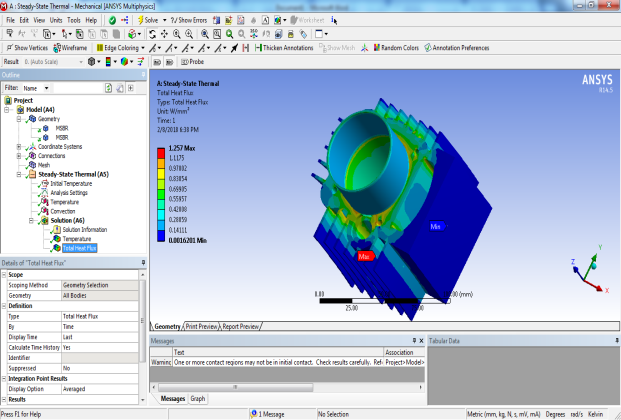 A : Steady-State Thermal - Mechanical [ANSYS Multiphysics]
File Edit View Units Tools Help
Solve
?/ Show Errors
Worksheet
Show Vertices
Wireframe
Edge Coloring
Thicken Annotations
Show Mesh
Random Colors
Annotation Preferences
Result 0. (Auto Scale)
Probe
Outline
Filter: Name
Project
Model (A4)
Geometry
MSBR
MSBR
Coordinate Systems
Connections
Mesh
Steady-State Thermal (A5)
Initial Temperature
Analysis Settings
Temperature
Convection
Solution (A6)
Solution Information
Temperature
Total Heat Flux
Details of "Total Heat Flux"
Scope
Scoping Method Geometry Selection
Geometry All Bodies
Definition
Type Total Heat Flux
By Time
Display Time Last
Calculate Time History Yes
Identifier
Suppressed No
Integration Point Results
Display Option Averaged
Results
A: Steady-State Thermal
Total Heat Flux
Type: Total Heat Flux
Unit: W/mm²
Time: 1
2/8/2018 6:38 PM
1.257 Max
1.1175
0.97802
0.83854
0.69905
0.55957
0.42008
0.28059
0.14111
0.0016201 Min
ANSYS
R14.5
Min
Max
0.00
(mm)
25.00
Y
Z
X
Geometry Print Preview Report Preview
Messages
Text Association
Warning One or more contact regions may not be in initial contact. Check results carefully. Project>Model>
Messages Graph
Tabular Data
Press F1 for Help
1 Message
No Selection
Metric (mm, kg, N, s, mV, mA) Degrees rad/s Kelvin